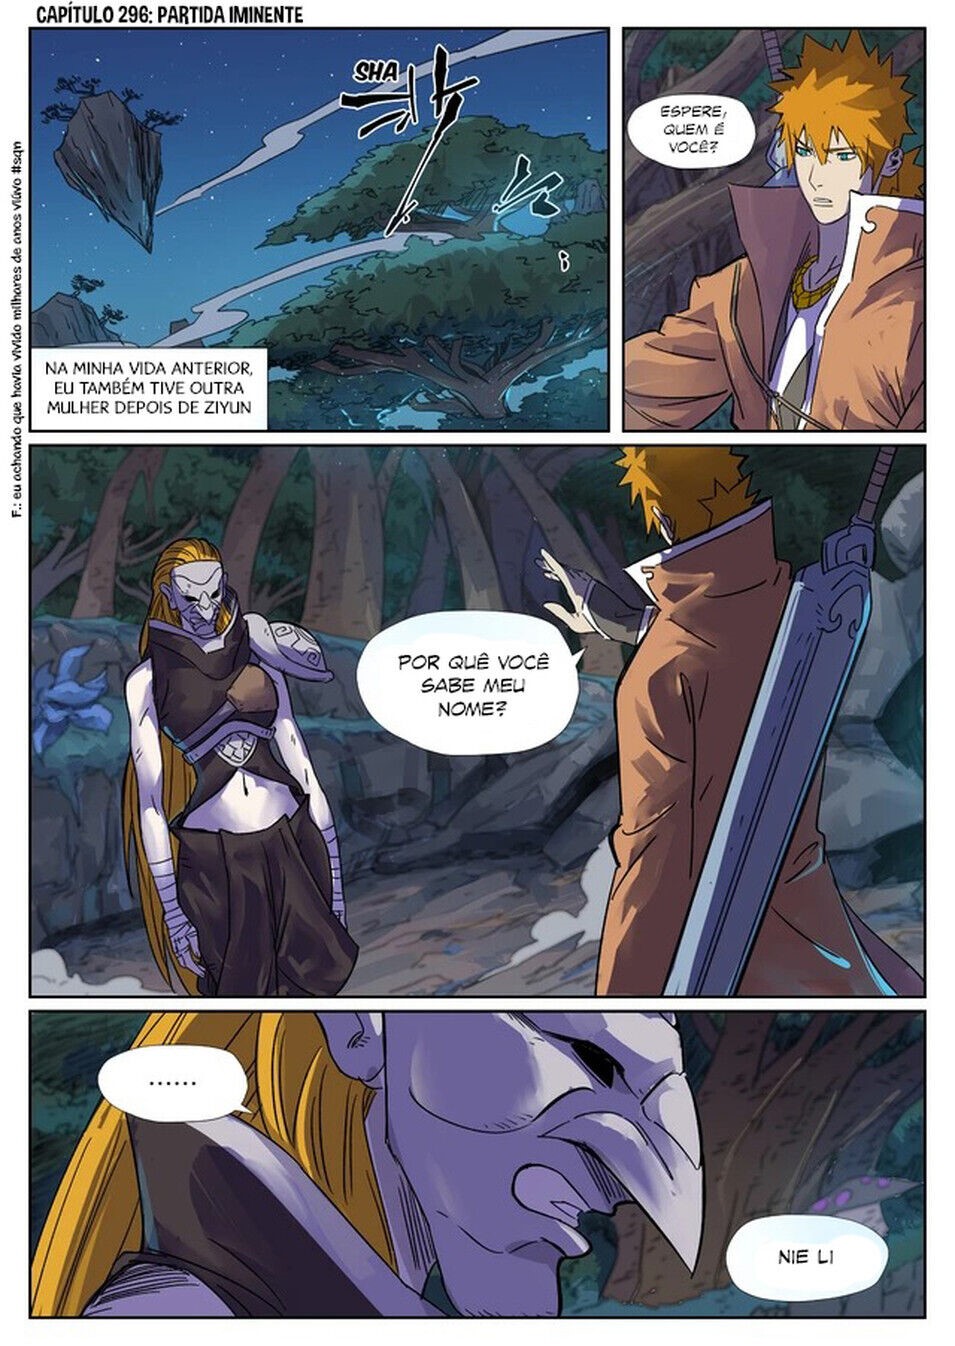 CAPÍTULO 296: PARTIDA IMINENTE
F.: eu achando que havia vivido milhares de anos viúvo #sqn
SHA
NA MINHA VIDA ANTERIOR,
EU TAMBÉM TIVE OUTRA
MULHER DEPOIS DE ZIYUN
ESPERE,
QUEM É
VOCÊ?
POR QUÊ VOCÊ
SABE MEU
NOME?
......
NIE LI